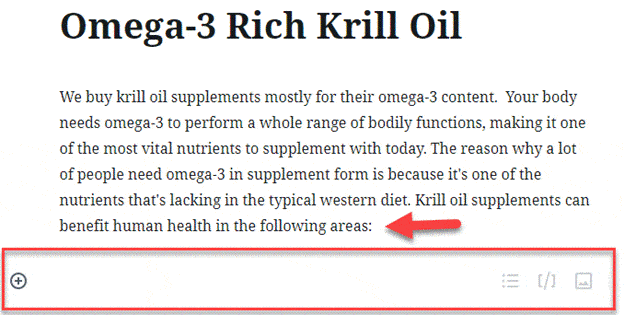 Omega-3 Rich Krill Oil
We buy krill oil supplements mostly for their omega-3 content.  Your body
needs omega-3 to perform a whole range of bodily functions, making it one
of the most vital nutrients to supplement with today. The reason why a lot
of people need omega-3 in supplement form is because it's one of the
nutrients that's lacking in the typical western diet. Krill oil supplements can
benefit human health in the following areas: